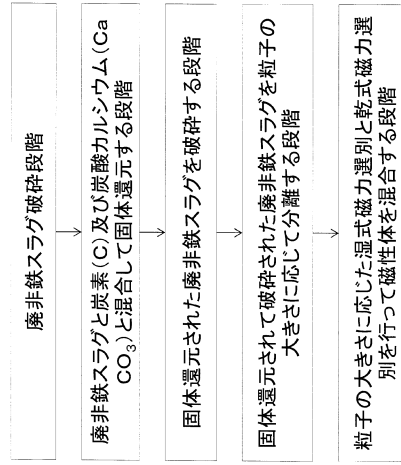 廃非鉄スラグ破砕段階
廃非鉄スラグと炭素(C)及び炭酸カルシウム(Ca
CO₃)と混合して固体還元する段階
固体還元された廃非鉄スラグを破砕する段階
固体還元されて破砕された廃非鉄スラグを粒子の
大きさに応じて分離する段階
粒子の大きさに応じた湿式磁力選別と乾式磁力選
別を行って磁性体を混合する段階